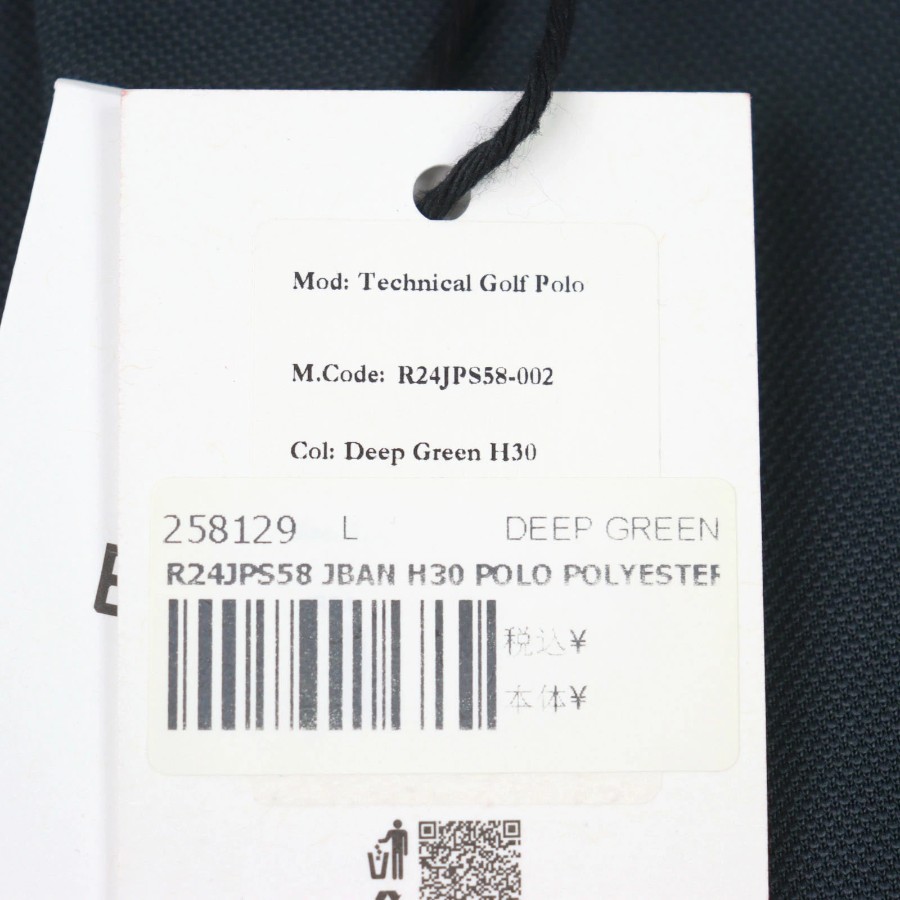 Mod: Technical Golf Polo
M.Code: R24JPS58-002
Col: Deep Green H30
258129 L DEEP GREEN
R24JPS58 JBAN H30 POLO POLYESTER
税込¥
本体¥